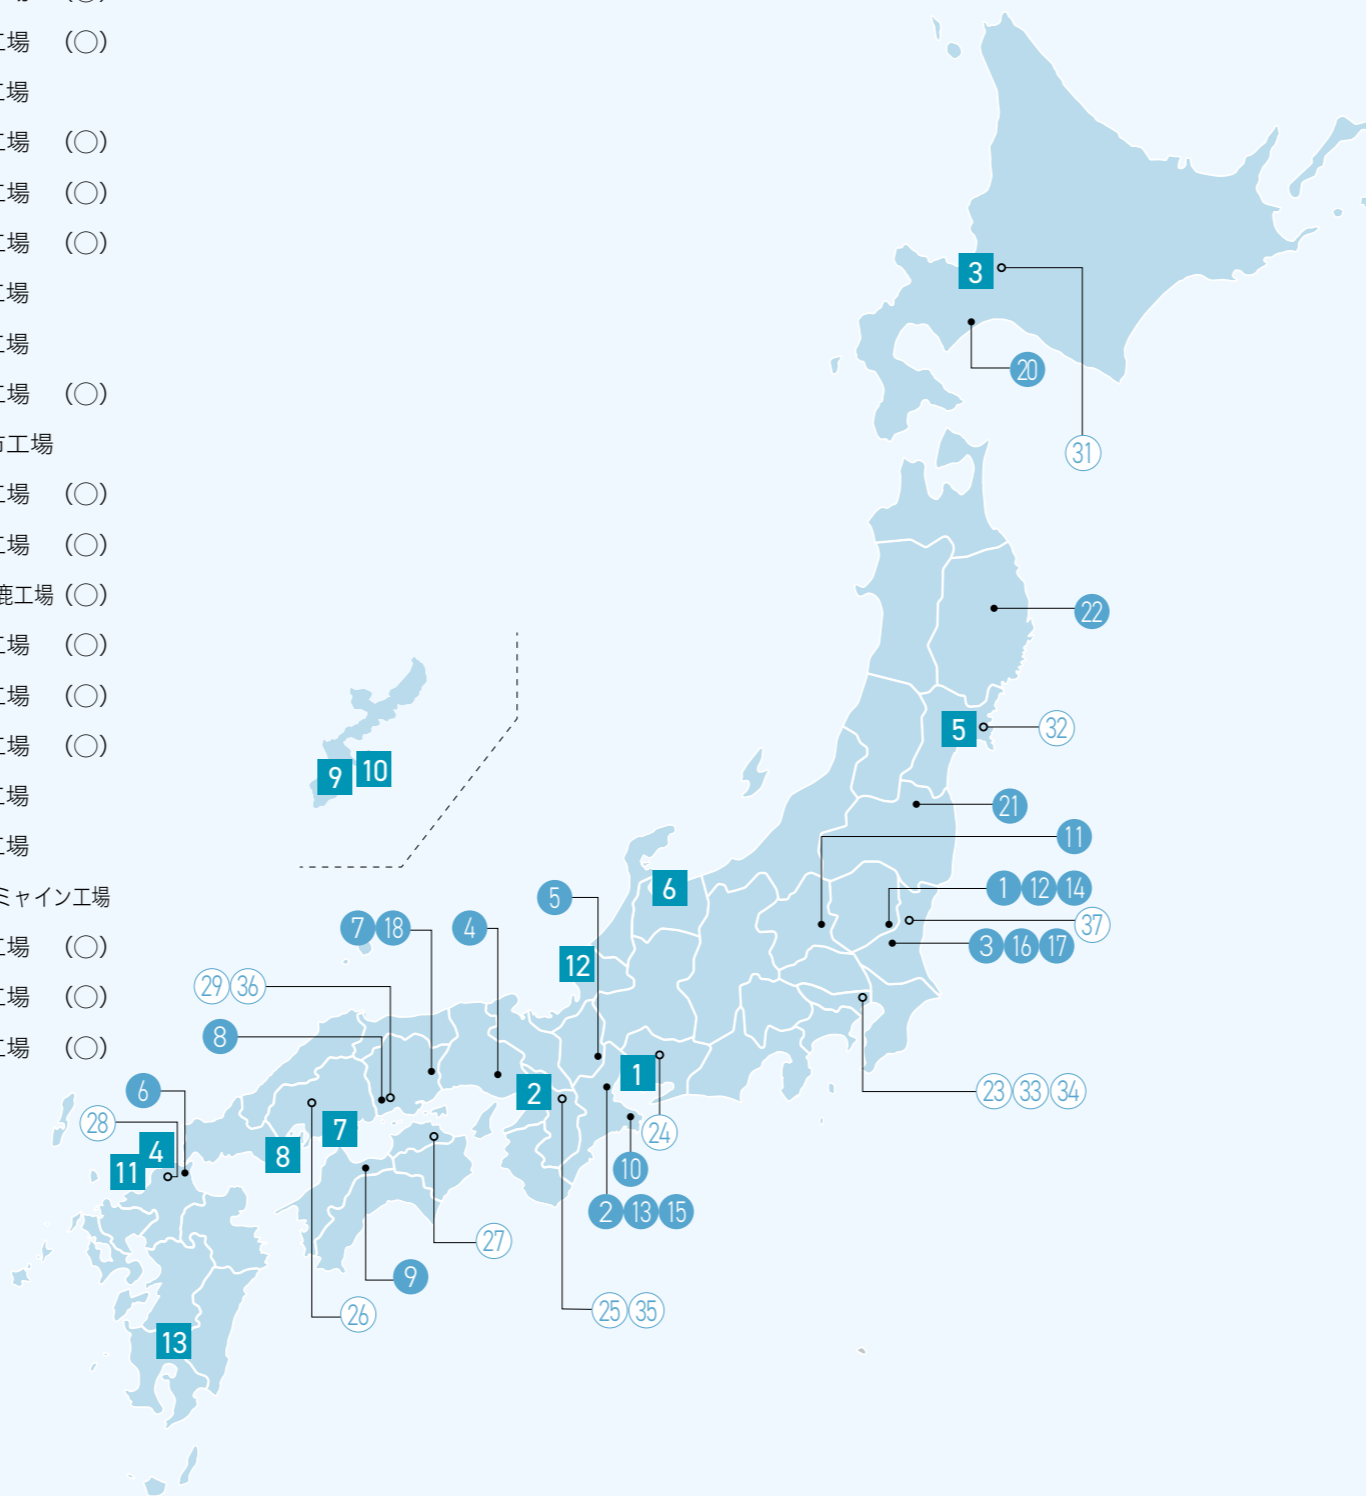 工場 （○）
工場
工場 （○）
工場 （○）
工場 （○）
工場
工場
工場 （○）
市工場
工場 （○）
工場 （○）
鹿工場（○）
工場 （○）
工場 （○）
工場 （○）
工場
工場
ミャイン工場
工場 （○）
工場 （○）
工場 （○）
3
20
31
22
5
32
21
11
1 12 14
37
3 16 17
9 10
6
5
7 18
4
12
29 36
8
23 33 34
1
2
6
24
28
7
4
8
11
10
2 13 15
27
9
25 35
26
13